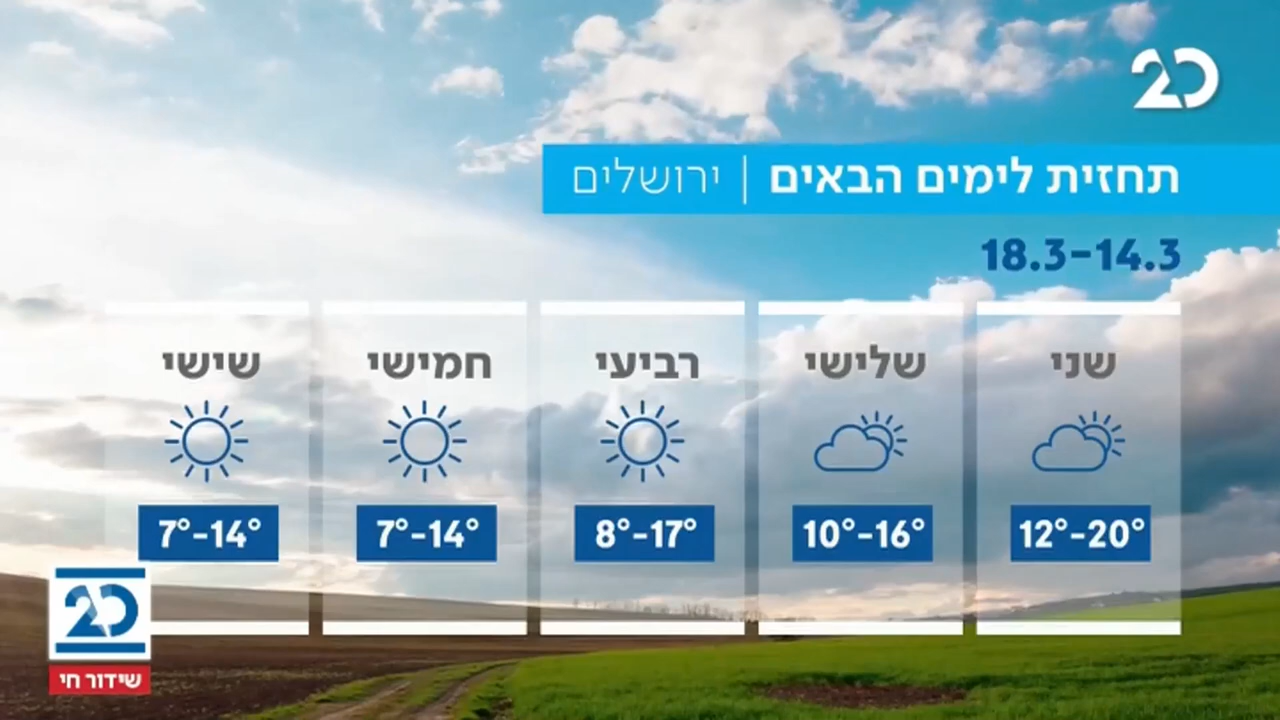 20
תחזית לימים הבאים | ירושלים
18.3-14.3
שני
12°-20°
שלישי
10°-16°
רביעי
8°-17°
חמישי
7°-14°
שישי
7°-14°
20
שידור חי